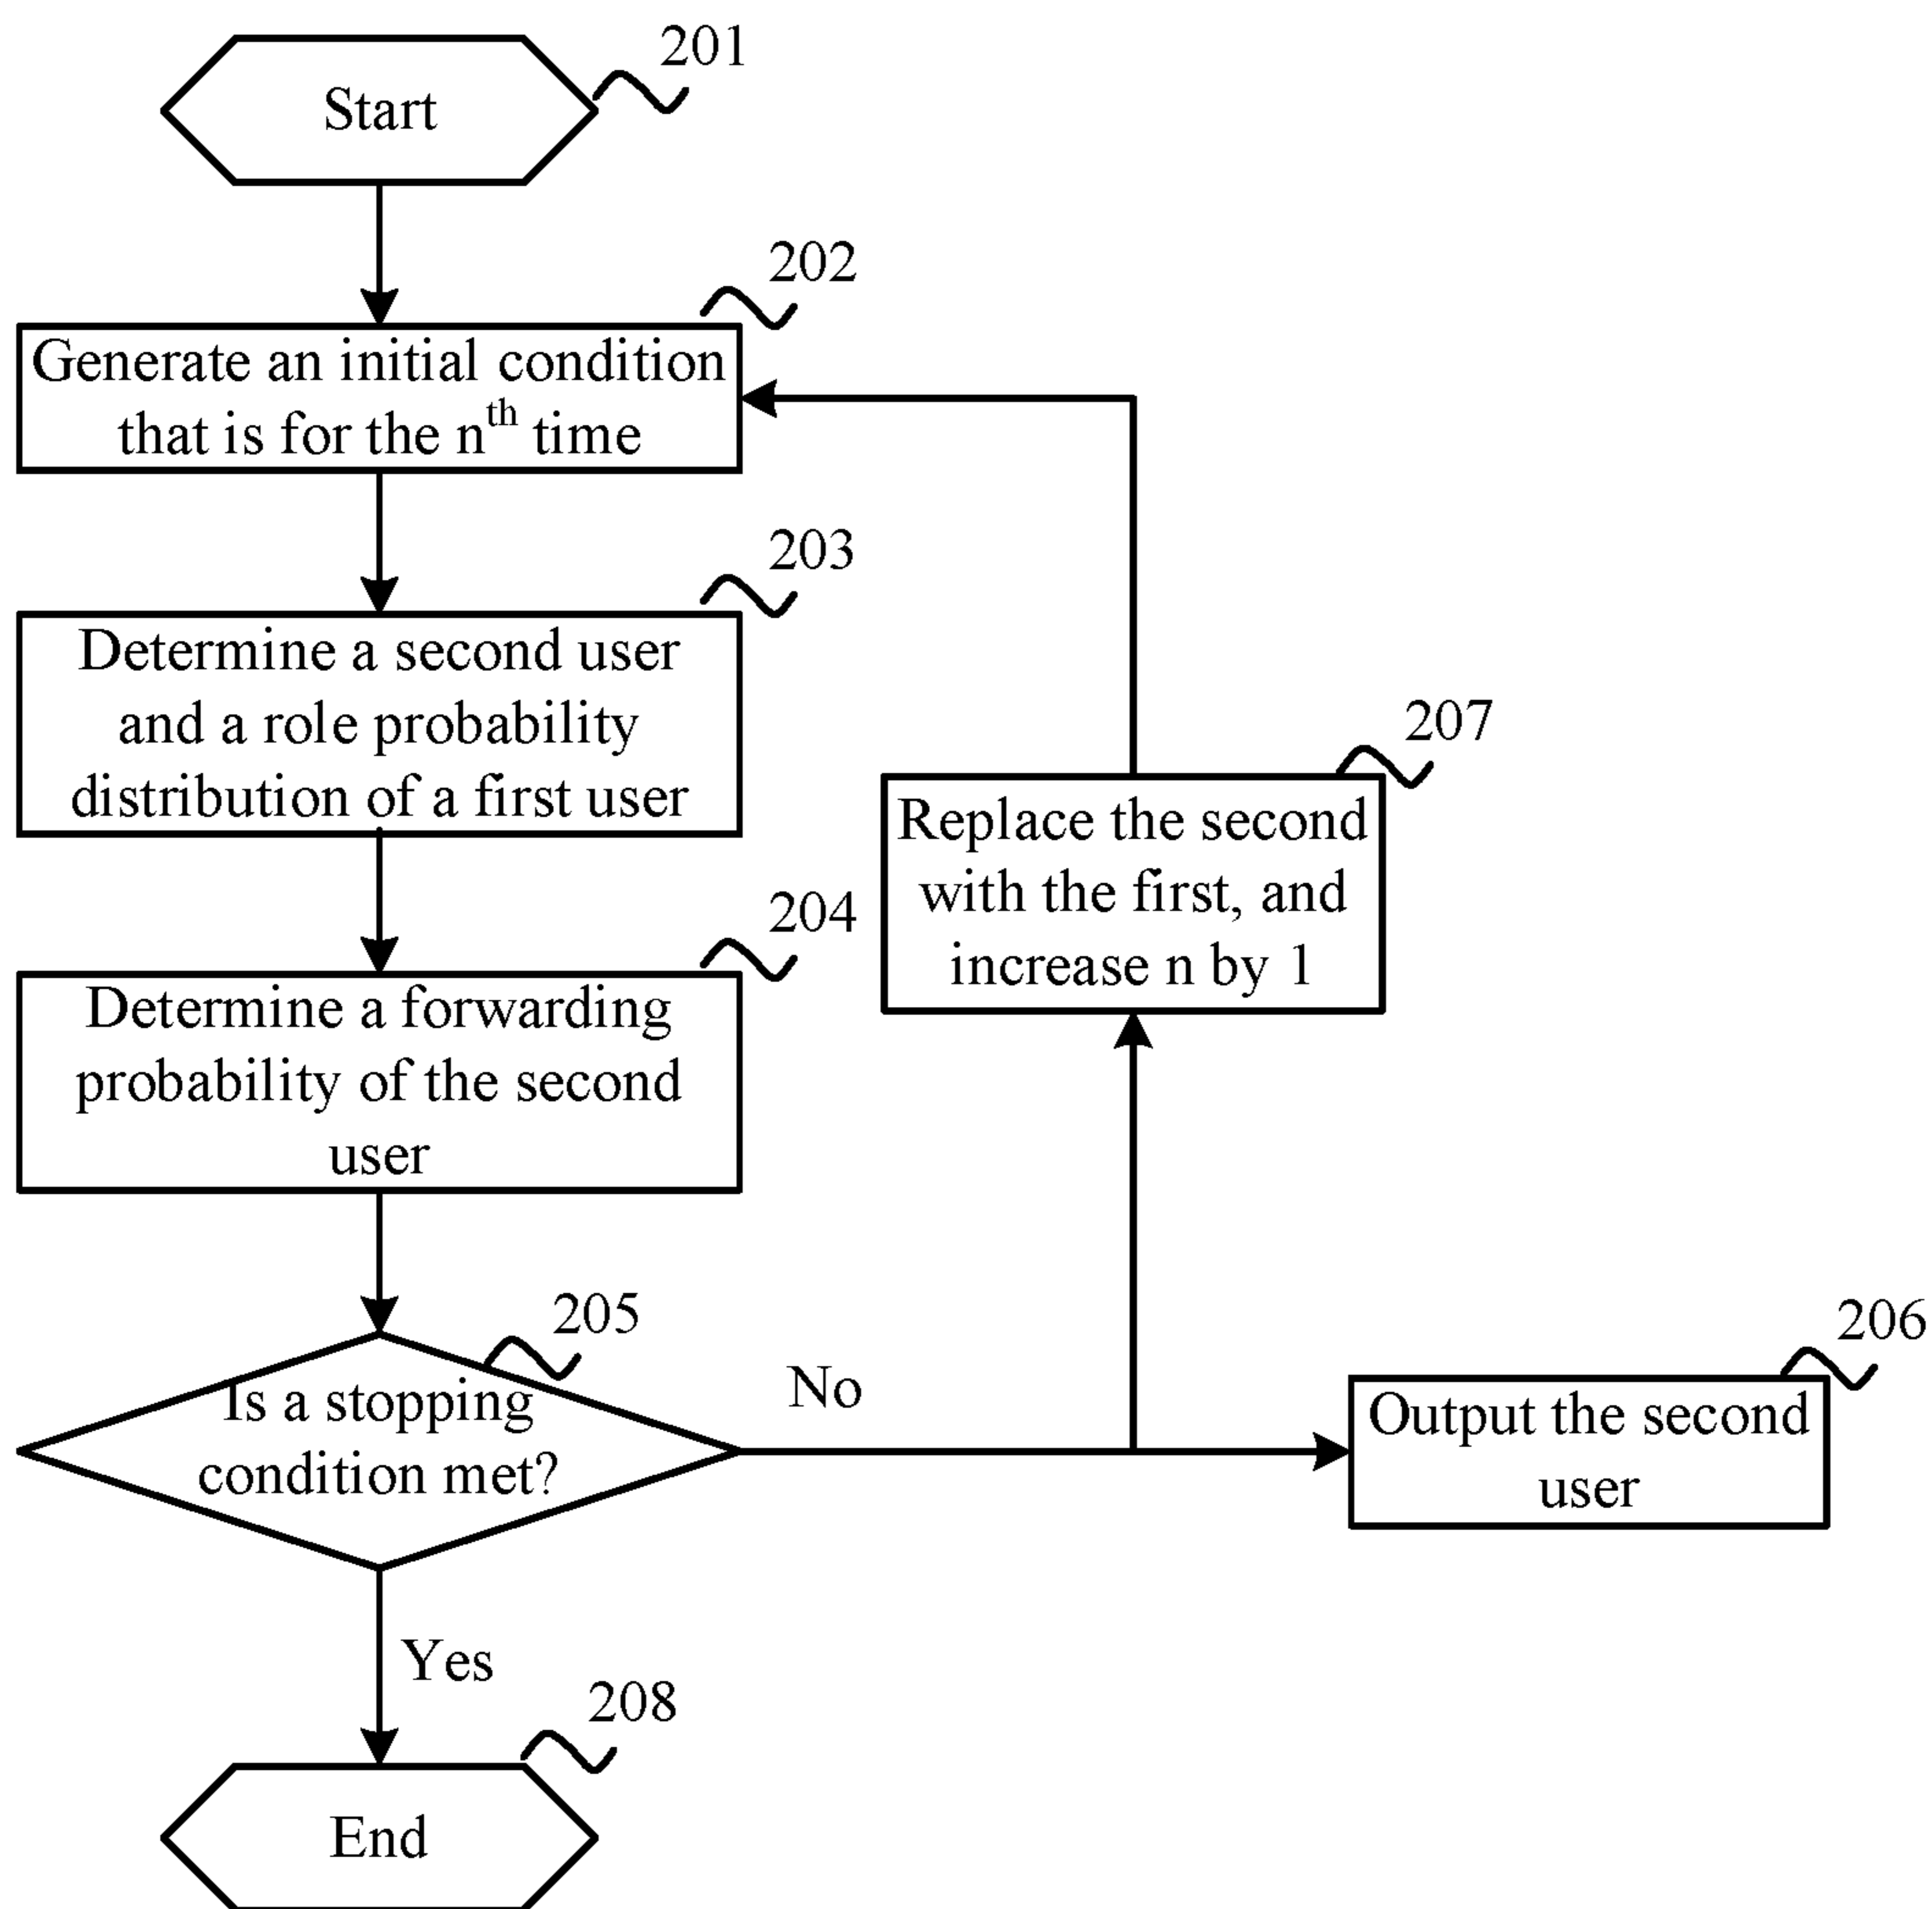 201
Start
202
Generate an initial condition
that is for the nth time
203
Determine a second user
and a role probability
distribution of a first user
207
Replace the second
with the first, and
increase n by 1
204
Determine a forwarding
probability of the second
user
205
Is a stopping
condition met?
No
206
Output the second
user
Yes
208
End